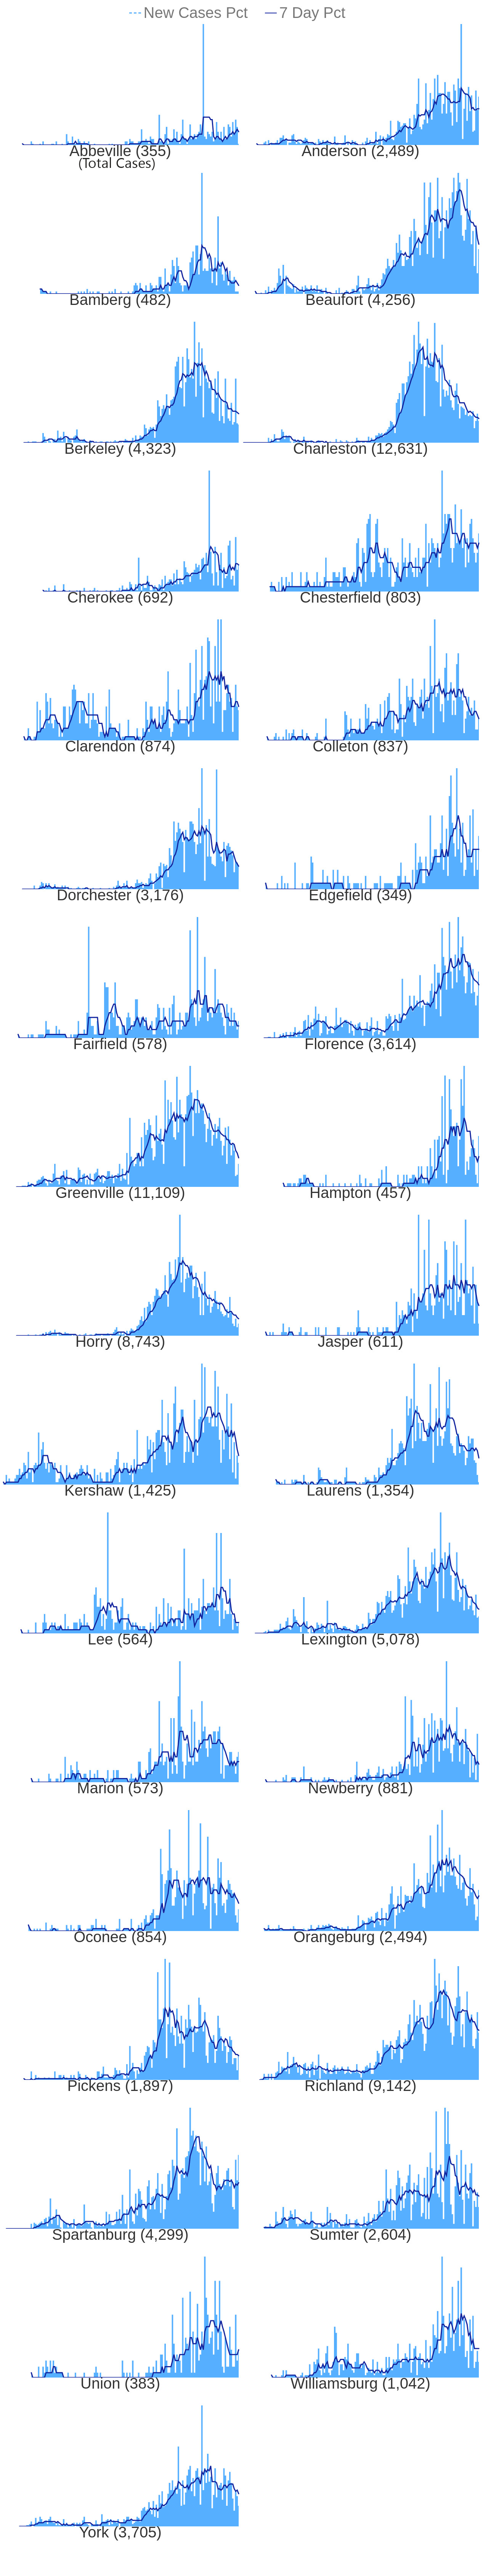 New Cases Pct 7 Day Pct
Abbeville (355) Anderson (2,489)
(Total Cases)
Bamberg (482) Beaufort (4,256)
Berkeley (4,323) Charleston (12,631)
Cherokee (692) Chesterfield (803)
Clarendon (874) Colleton (837)
Dorchester (3,176) Edgefield (349)
Fairfield (578) Florence (3,614)
Greenville (11,109) Hampton (457)
Horry (8,743) Jasper (611)
Kershaw (1,425) Laurens (1,354)
Lee (564) Lexington (5,078)
Marion (573) Newberry (881)
Oconee (854) Orangeburg (2,494)
Pickens (1,897) Richland (9,142)
Spartanburg (4,299) Sumter (2,604)
Union (383) Williamsburg (1,042)
York (3,705)